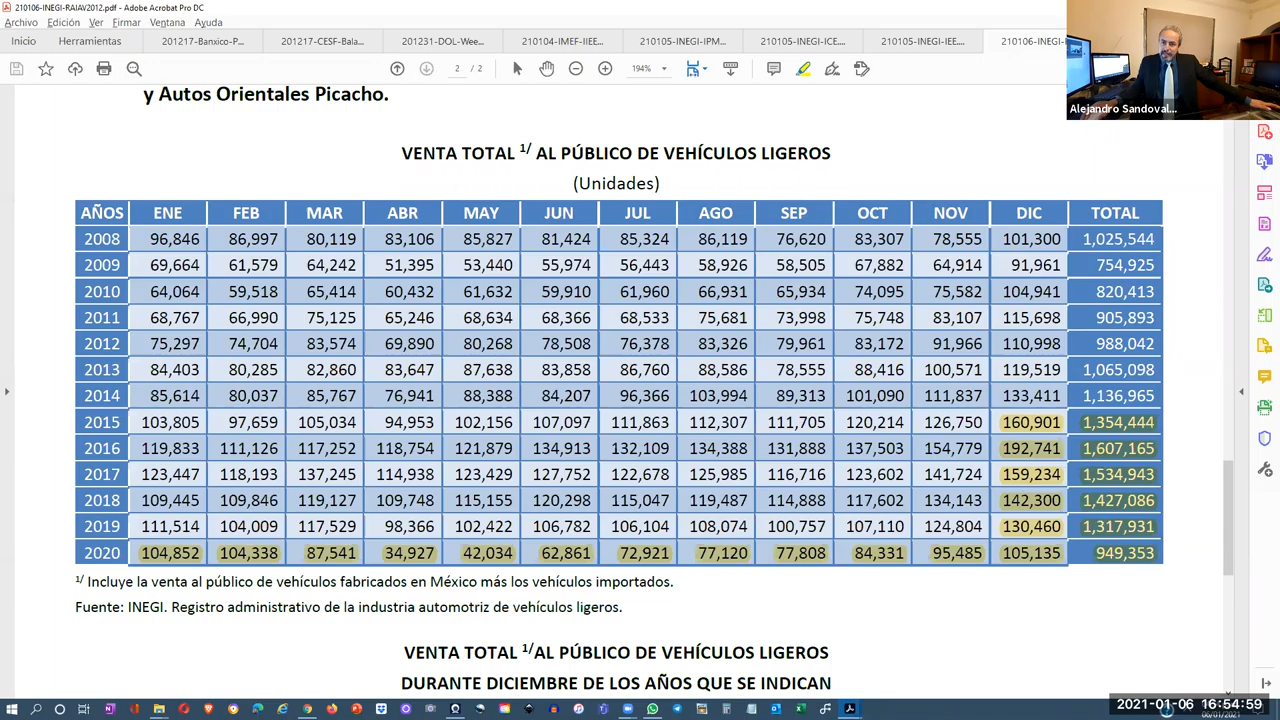 210106-INEGI-RAIAV2012.pdf - Adobe Acrobat Pro DC
Archivo Edición Ver Firmar Ventana Ayuda
Inicio Herramientas 201217-Banxico-P... 201217-CESF-Bala... 201231-DOL-Wee... 210104-IMEF-IIEE... 210105-INEGI-IPM... 210105-INEGI-ICE... 210105-INEGI-IEE... 210106-INEGI-
2 / 2 194%
Alejandro Sandoval...
y Autos Orientales Picacho.
VENTA TOTAL 1/ AL PÚBLICO DE VEHÍCULOS LIGEROS
(Unidades)
AÑOS ENE FEB MAR ABR MAY JUN JUL AGO SEP OCT NOV DIC TOTAL
2008 96,846 86,997 80,119 83,106 85,827 81,424 85,324 86,119 76,620 83,307 78,555 101,300 1,025,544
2009 69,664 61,579 64,242 51,395 53,440 55,974 56,443 58,926 58,505 67,882 64,914 91,961 754,925
2010 64,064 59,518 65,414 60,432 61,632 59,910 61,960 66,931 65,934 74,095 75,582 104,941 820,413
2011 68,767 66,990 75,125 65,246 68,634 68,366 68,533 75,681 73,998 75,748 83,107 115,698 905,893
2012 75,297 74,704 83,574 69,890 80,268 78,508 76,378 83,326 79,961 83,172 91,966 110,998 988,042
2013 84,403 80,285 82,860 83,647 87,638 83,858 86,760 88,586 78,555 88,416 100,571 119,519 1,065,098
2014 85,614 80,037 85,767 76,941 88,388 84,207 96,366 103,994 89,313 101,090 111,837 133,411 1,136,965
2015 103,805 97,659 105,034 94,953 102,156 107,097 111,863 112,307 111,705 120,214 126,750 160,901 1,354,444
2016 119,833 111,126 117,252 118,754 121,879 134,913 132,109 134,388 131,888 137,503 154,779 192,741 1,607,165
2017 123,447 118,193 137,245 114,938 123,429 127,752 122,678 125,985 116,716 123,602 141,724 159,234 1,534,943
2018 109,445 109,846 119,127 109,748 115,155 120,298 115,047 119,487 114,888 117,602 134,143 142,300 1,427,086
2019 111,514 104,009 117,529 98,366 102,422 106,782 106,104 108,074 100,757 107,110 124,804 130,460 1,317,931
2020 104,852 104,338 87,541 34,927 42,034 62,861 72,921 77,120 77,808 84,331 95,485 105,135 949,353
1/ Incluye la venta al público de vehículos fabricados en México más los vehículos importados.
Fuente: INEGI. Registro administrativo de la industria automotriz de vehículos ligeros.
VENTA TOTAL 1/AL PÚBLICO DE VEHÍCULOS LIGEROS
DURANTE DICIEMBRE DE LOS AÑOS QUE SE INDICAN
2021-01-06 16:54:59
06/01/2021